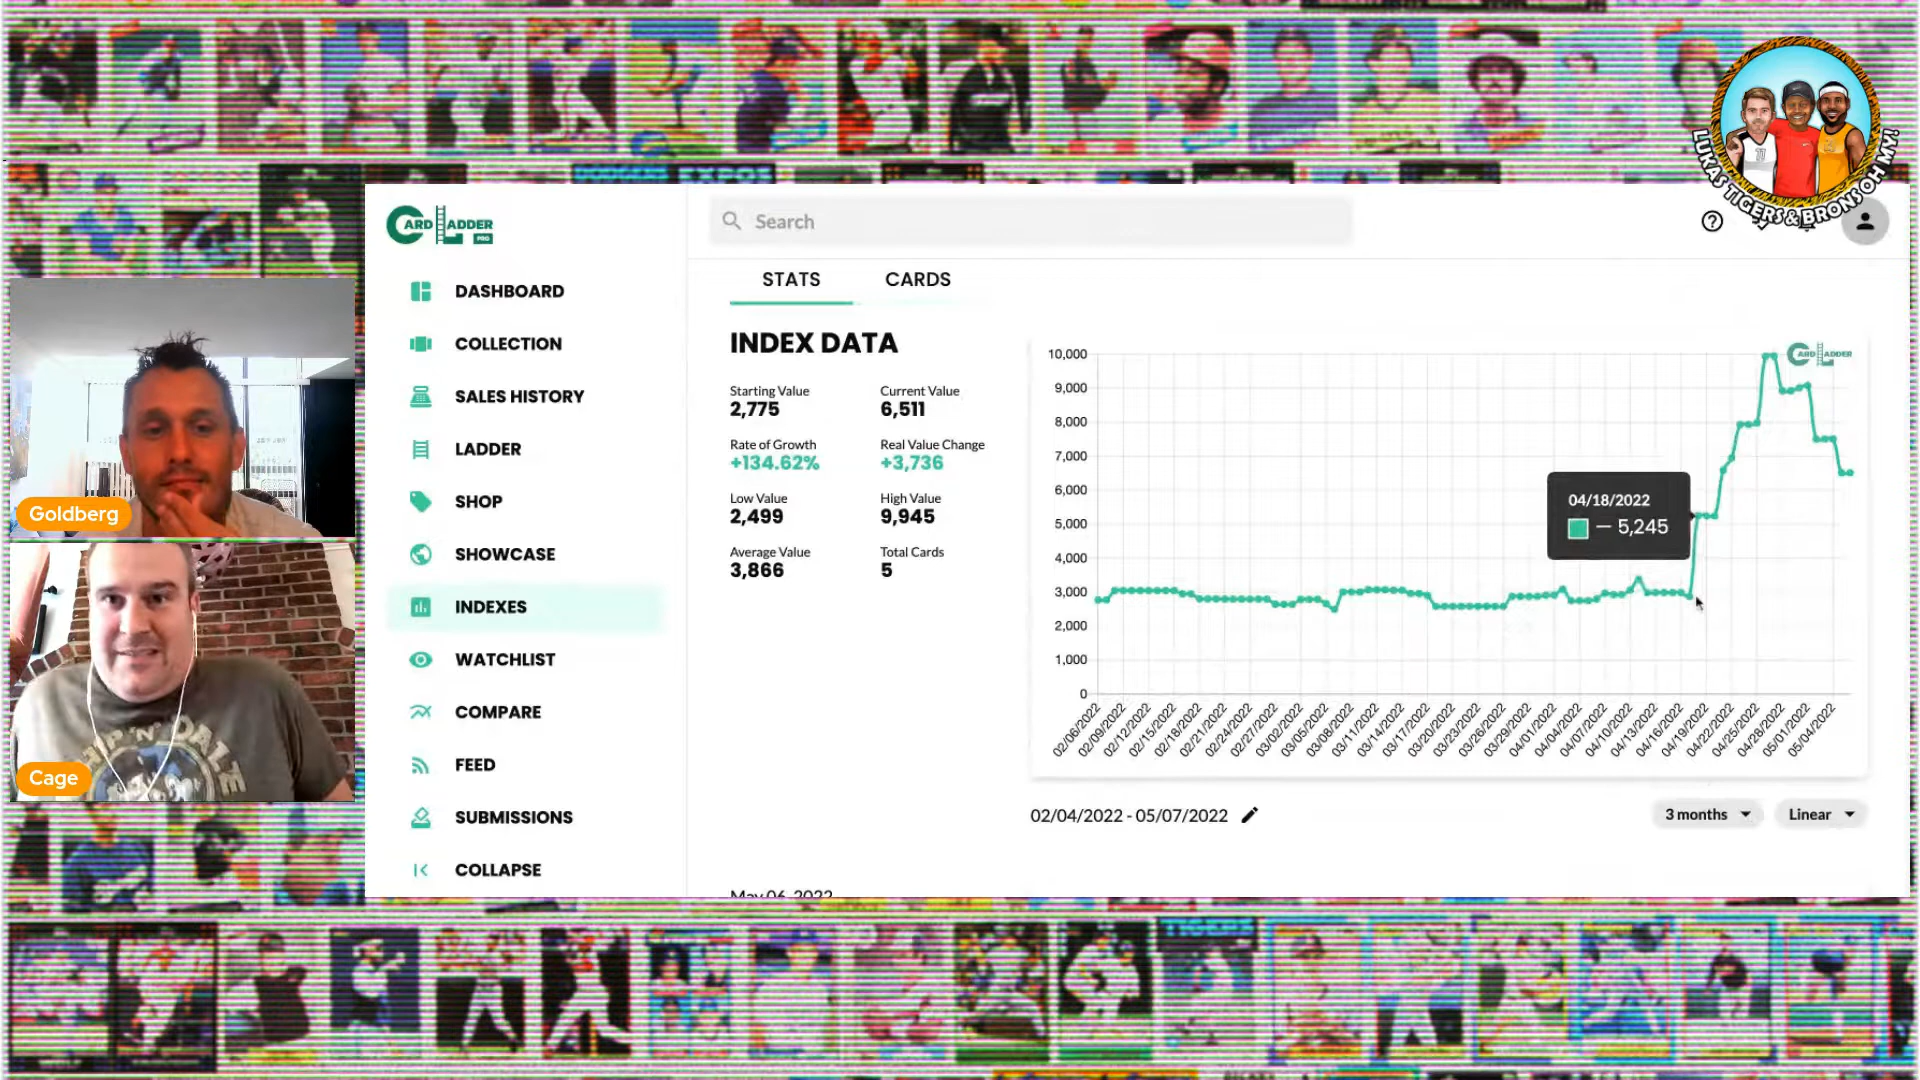 DODGERS EXPOS
LUKAS TIGERS & BRONS OH MY!
CARD LADDER
PRO
Search
DASHBOARD
COLLECTION
SALES HISTORY
LADDER
SHOP
SHOWCASE
INDEXES
WATCHLIST
COMPARE
FEED
SUBMISSIONS
COLLAPSE
STATS
CARDS
INDEX DATA
Starting Value
2,775
Current Value
6,511
Rate of Growth
+134.62%
Real Value Change
+3,736
Low Value
2,499
High Value
9,945
Average Value
3,866
Total Cards
5
CARD LADDER
10,000
9,000
8,000
7,000
6,000
5,000
4,000
3,000
2,000
1,000
0
04/18/2022
— 5,245
02/06/2022
02/09/2022
02/12/2022
02/15/2022
02/18/2022
02/21/2022
02/24/2022
02/27/2022
03/02/2022
03/05/2022
03/08/2022
03/11/2022
03/14/2022
03/17/2022
03/20/2022
03/23/2022
03/26/2022
03/29/2022
04/01/2022
04/04/2022
04/07/2022
04/10/2022
04/13/2022
04/16/2022
04/19/2022
04/22/2022
04/25/2022
04/28/2022
05/01/2022
05/04/2022
02/04/2022 - 05/07/2022
3 months
Linear
May 06, 2022
Goldberg
Cage
TIGERS